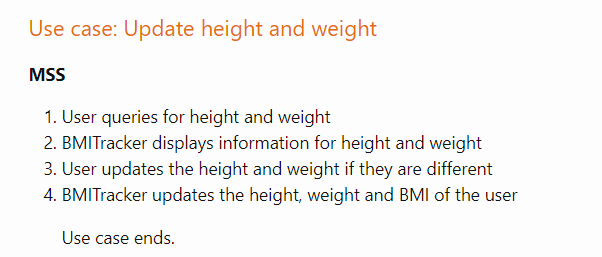 Use case: Update height and weight
MSS
1. User queries for height and weight
2. BMITracker displays information for height and weight
3. User updates the height and weight if they are different
4. BMITracker updates the height, weight and BMI of the user
Use case ends.